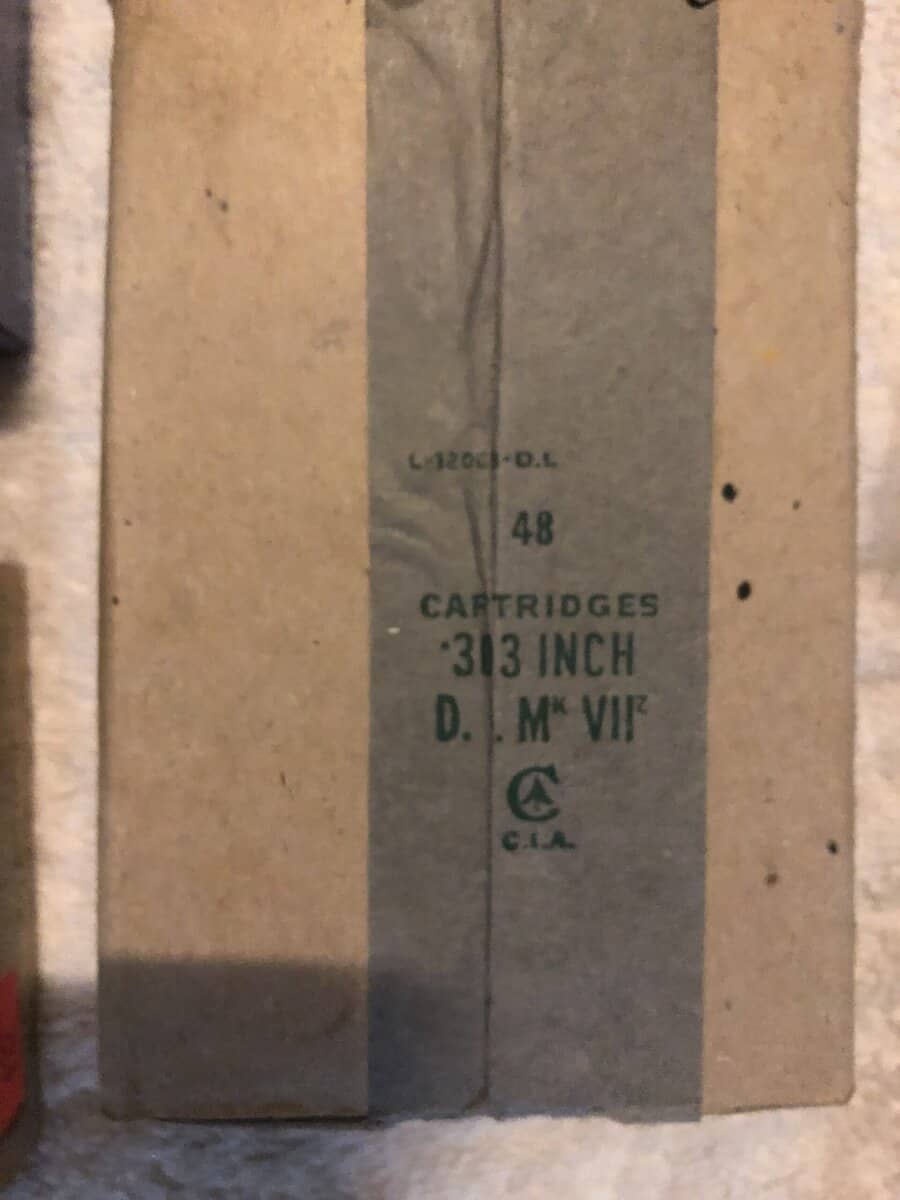 48
CARTRIDGES
·303 INCH
D. . Mᴷ VIIᶻ
C.I.A.